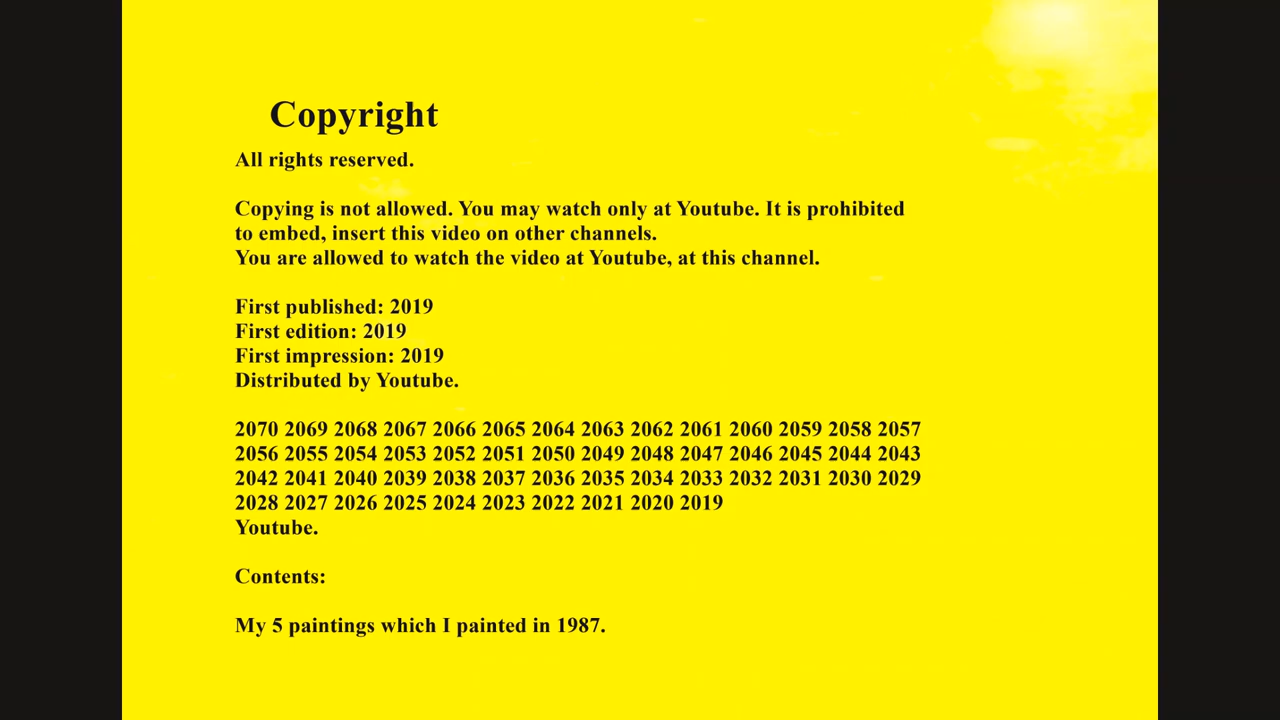 Copyright
All rights reserved.
Copying is not allowed. You may watch only at Youtube. It is prohibited
to embed, insert this video on other channels.
You are allowed to watch the video at Youtube, at this channel.
First published: 2019
First edition: 2019
First impression: 2019
Distributed by Youtube.
2070 2069 2068 2067 2066 2065 2064 2063 2062 2061 2060 2059 2058 2057
2056 2055 2054 2053 2052 2051 2050 2049 2048 2047 2046 2045 2044 2043
2042 2041 2040 2039 2038 2037 2036 2035 2034 2033 2032 2031 2030 2029
2028 2027 2026 2025 2024 2023 2022 2021 2020 2019
Youtube.
Contents:
My 5 paintings which I painted in 1987.